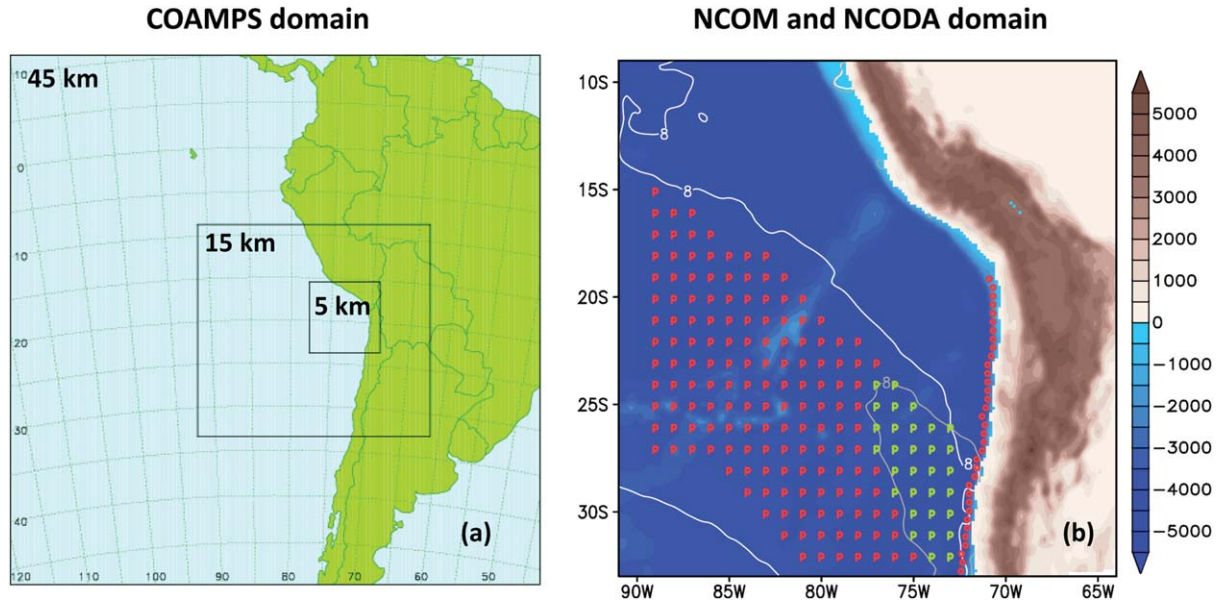 COAMPS domain
NCOM and NCODA domain
45 km
15 km
5 km
(a)
10
0
10
20
30
40
120 110 100 90 80 70 60 50
10S
15S
20S
25S
30S
90W 85W 80W 75W 70W 65W
8
8
8
8
P
P P P
P P P P
P P P P P P P
P P P P P P P P
P P P P P P P P P
P P P P P P P P P P
P P P P P P P P P P P P
P P P P P P P P P P P P P
P P P P P P P P P P P P P P
P P P P P P P P P P P P P P P
P P P P P P P P P P P P P P P P P
P P P P P P P P P P P P P P P P P
P P P P P P P P P P P P P
P P P P P P P P P P P P
P P P P P P P P P P P
P P P P P P P P P P
P P P P P P P P P
(b)
5000
4000
3000
2000
1000
0
−1000
−2000
−3000
−4000
−5000